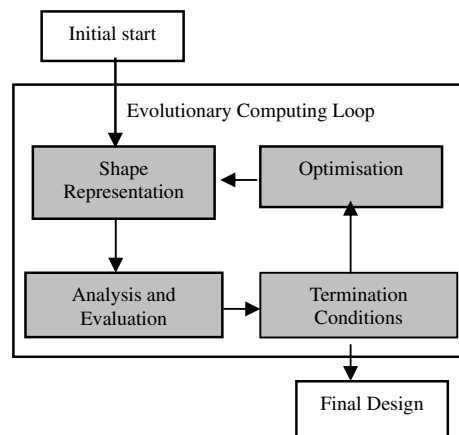 Initial start
Evolutionary Computing Loop
Shape
Representation
Optimisation
Analysis and
Evaluation
Termination
Conditions
Final Design